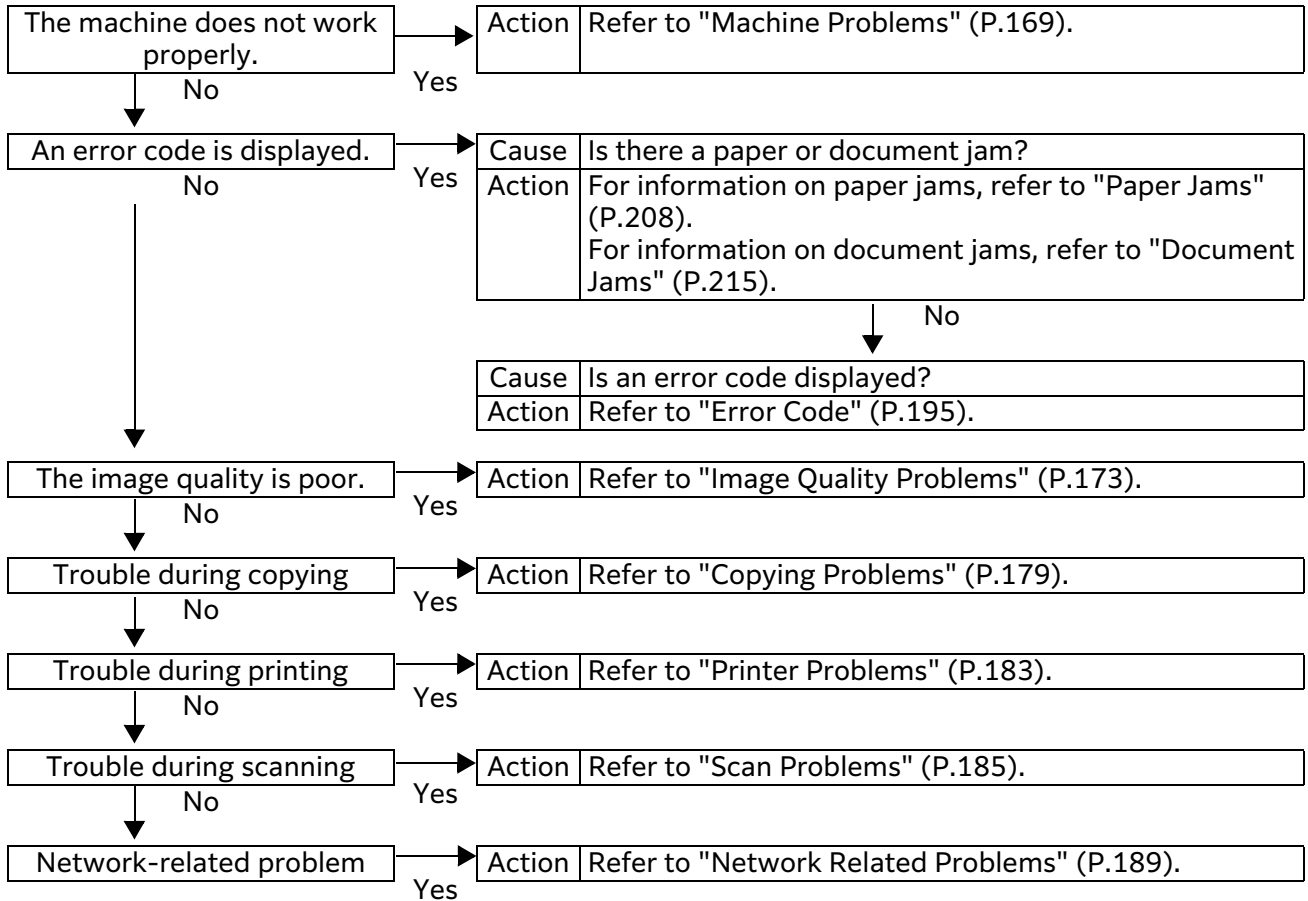 The machine does not work
properly.
Action Refer to "Machine Problems" (P.169).
No
Yes
An error code is displayed.
Cause Is there a paper or document jam?
No
Yes
Action For information on paper jams, refer to "Paper Jams"
(P.208).
For information on document jams, refer to "Document
Jams" (P.215).
No
Cause Is an error code displayed?
Action Refer to "Error Code" (P.195).
The image quality is poor.
Action Refer to "Image Quality Problems" (P.173).
No
Yes
Trouble during copying
Action Refer to "Copying Problems" (P.179).
No
Yes
Trouble during printing
Action Refer to "Printer Problems" (P.183).
No
Yes
Trouble during scanning
Action Refer to "Scan Problems" (P.185).
No
Yes
Network-related problem
Action Refer to "Network Related Problems" (P.189).
Yes